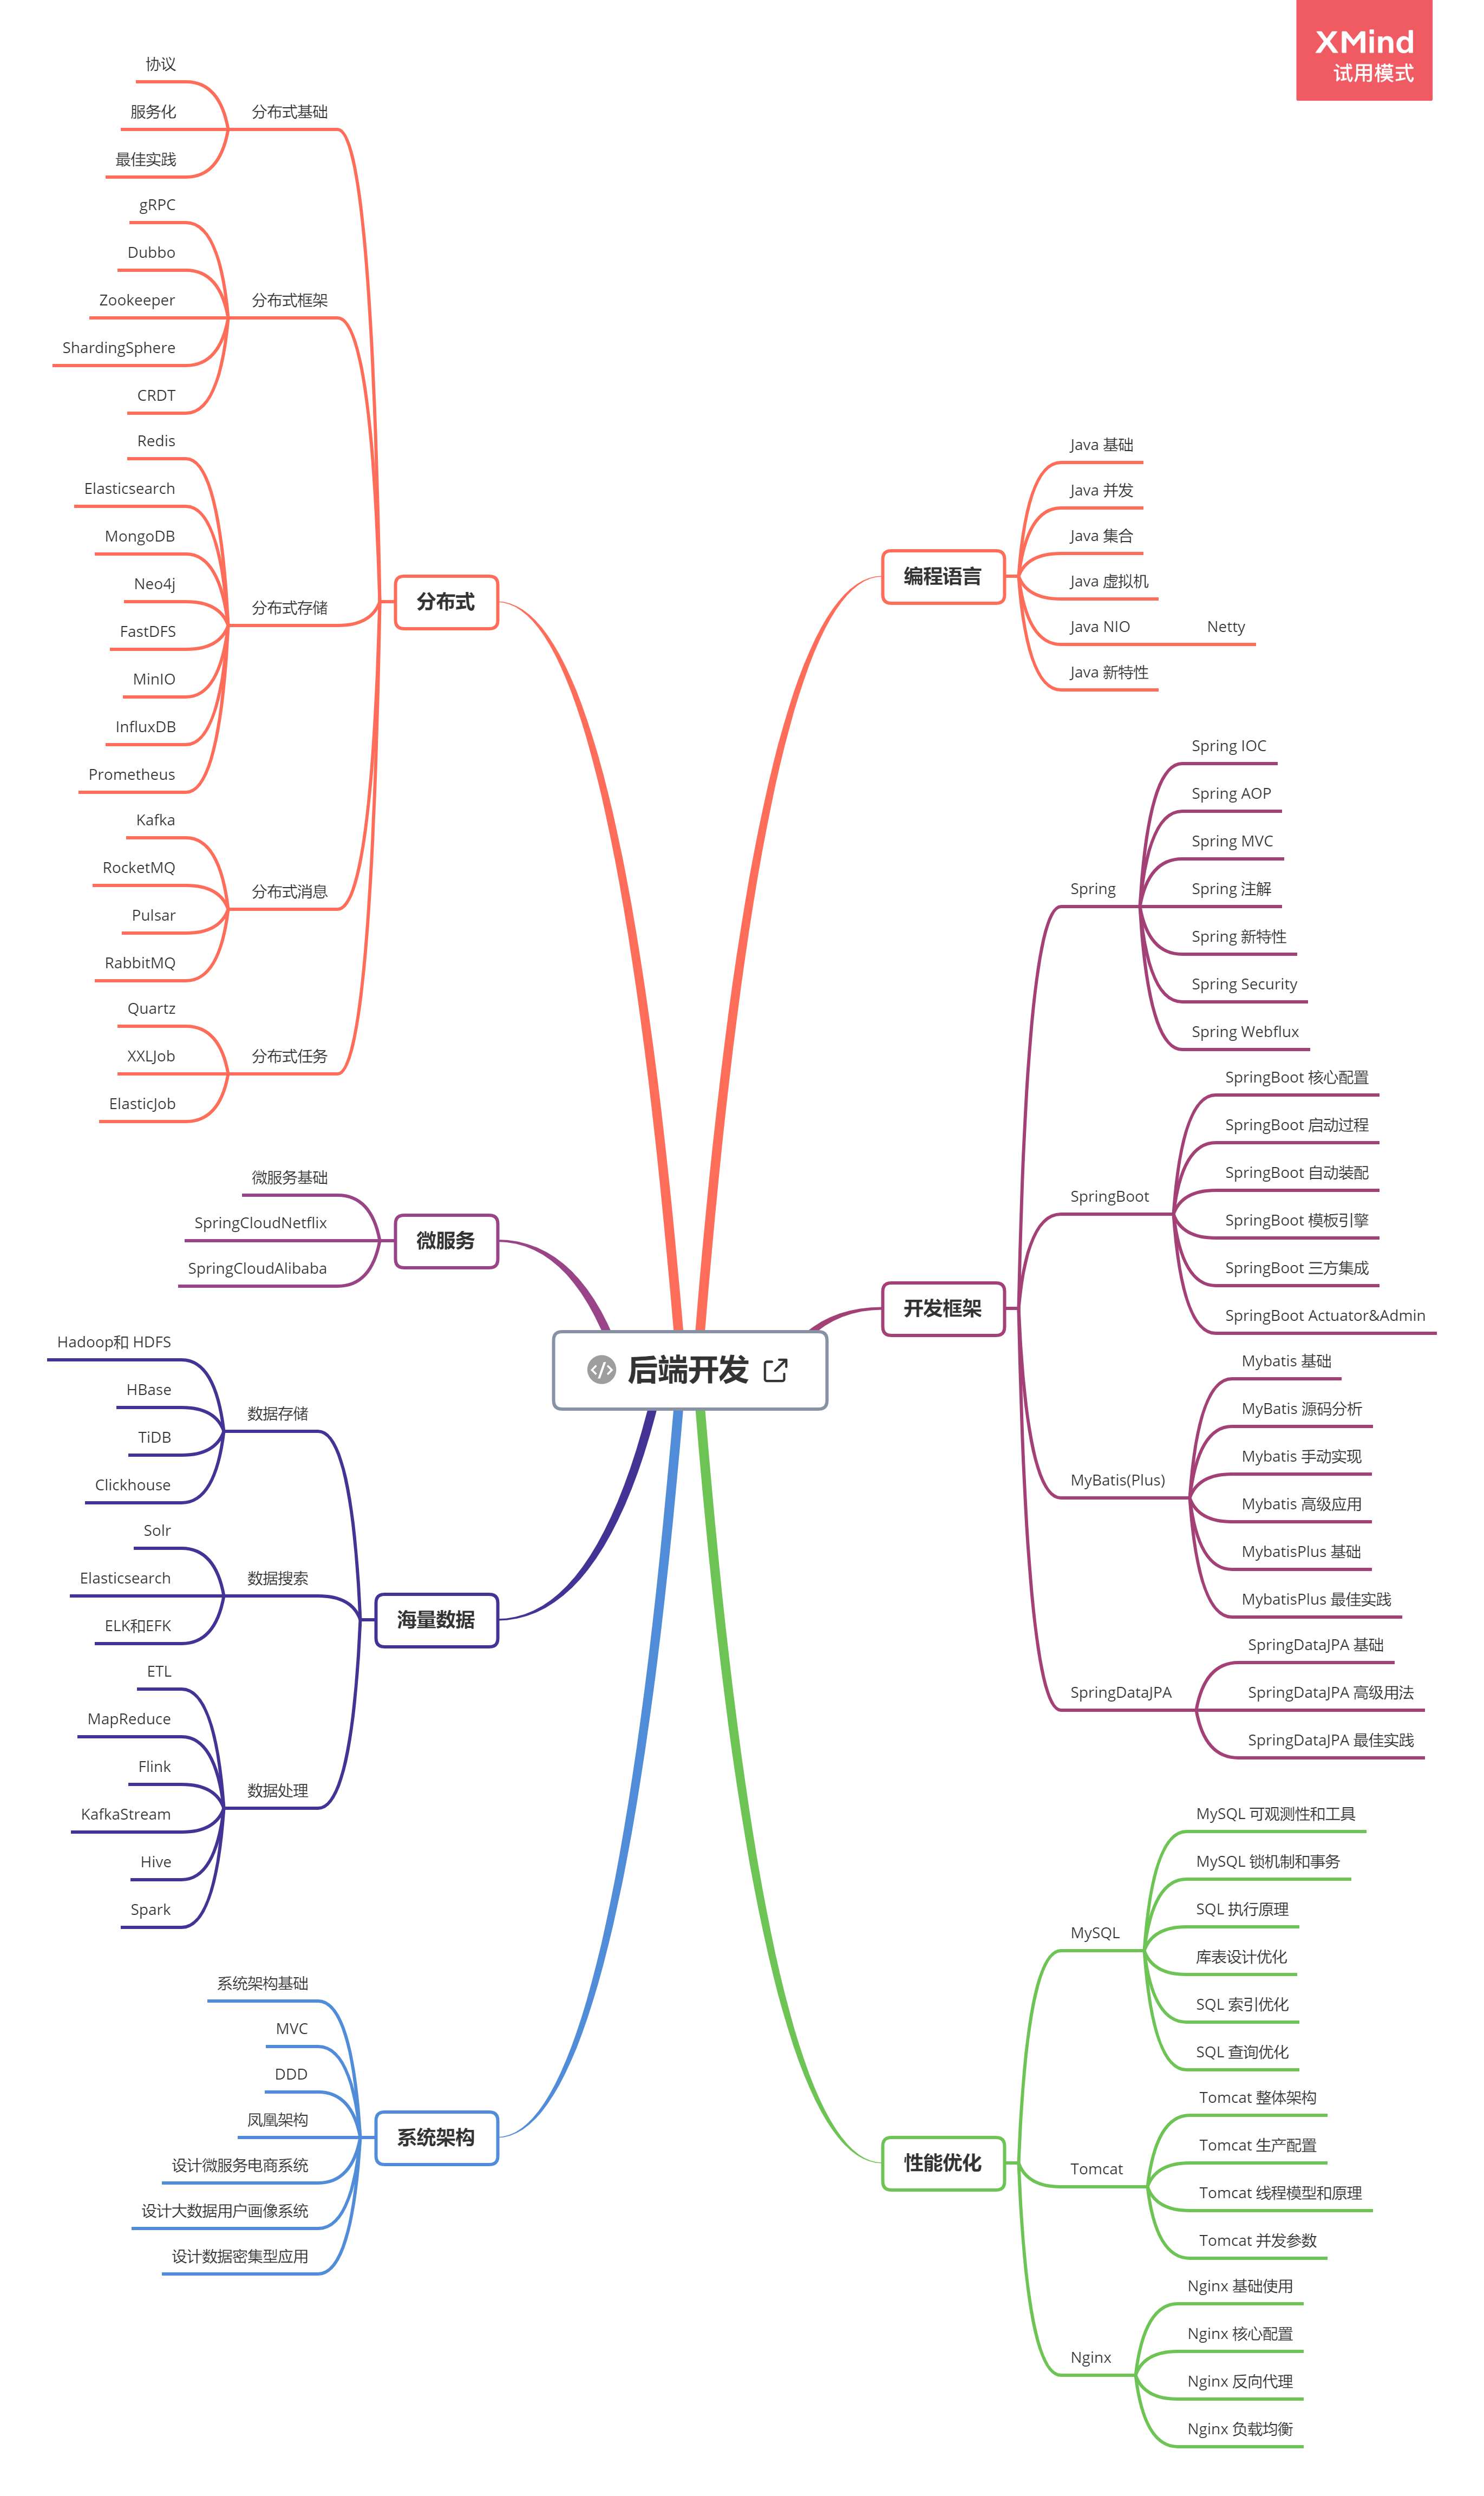 XMind
试用模式
后端开发
编程语言
Java 基础
Java 并发
Java 集合
Java 虚拟机
Java NIO
Netty
Java 新特性
开发框架
Spring
Spring IOC
Spring AOP
Spring MVC
Spring 注解
Spring 新特性
Spring Security
Spring Webflux
SpringBoot
SpringBoot 核心配置
SpringBoot 启动过程
SpringBoot 自动装配
SpringBoot 模板引擎
SpringBoot 三方集成
SpringBoot Actuator&Admin
MyBatis(Plus)
Mybatis 基础
MyBatis 源码分析
Mybatis 手动实现
Mybatis 高级应用
MybatisPlus 基础
MybatisPlus 最佳实践
SpringDataJPA
SpringDataJPA 基础
SpringDataJPA 高级用法
SpringDataJPA 最佳实践
性能优化
MySQL
MySQL 可观测性和工具
MySQL 锁机制和事务
SQL 执行原理
库表设计优化
SQL 索引优化
SQL 查询优化
Tomcat
Tomcat 整体架构
Tomcat 生产配置
Tomcat 线程模型和原理
Tomcat 并发参数
Nginx
Nginx 基础使用
Nginx 核心配置
Nginx 反向代理
Nginx 负载均衡
分布式
分布式基础
协议
服务化
最佳实践
分布式框架
gRPC
Dubbo
Zookeeper
ShardingSphere
CRDT
分布式存储
Redis
Elasticsearch
MongoDB
Neo4j
FastDFS
MinIO
InfluxDB
Prometheus
分布式消息
Kafka
RocketMQ
Pulsar
RabbitMQ
分布式任务
Quartz
XXLJob
ElasticJob
微服务
微服务基础
SpringCloudNetflix
SpringCloudAlibaba
海量数据
数据存储
Hadoop和 HDFS
HBase
TiDB
Clickhouse
数据搜索
Solr
Elasticsearch
ELK和EFK
数据处理
ETL
MapReduce
Flink
KafkaStream
Hive
Spark
系统架构
系统架构基础
MVC
DDD
凤凰架构
设计微服务电商系统
设计大数据用户画像系统
设计数据密集型应用